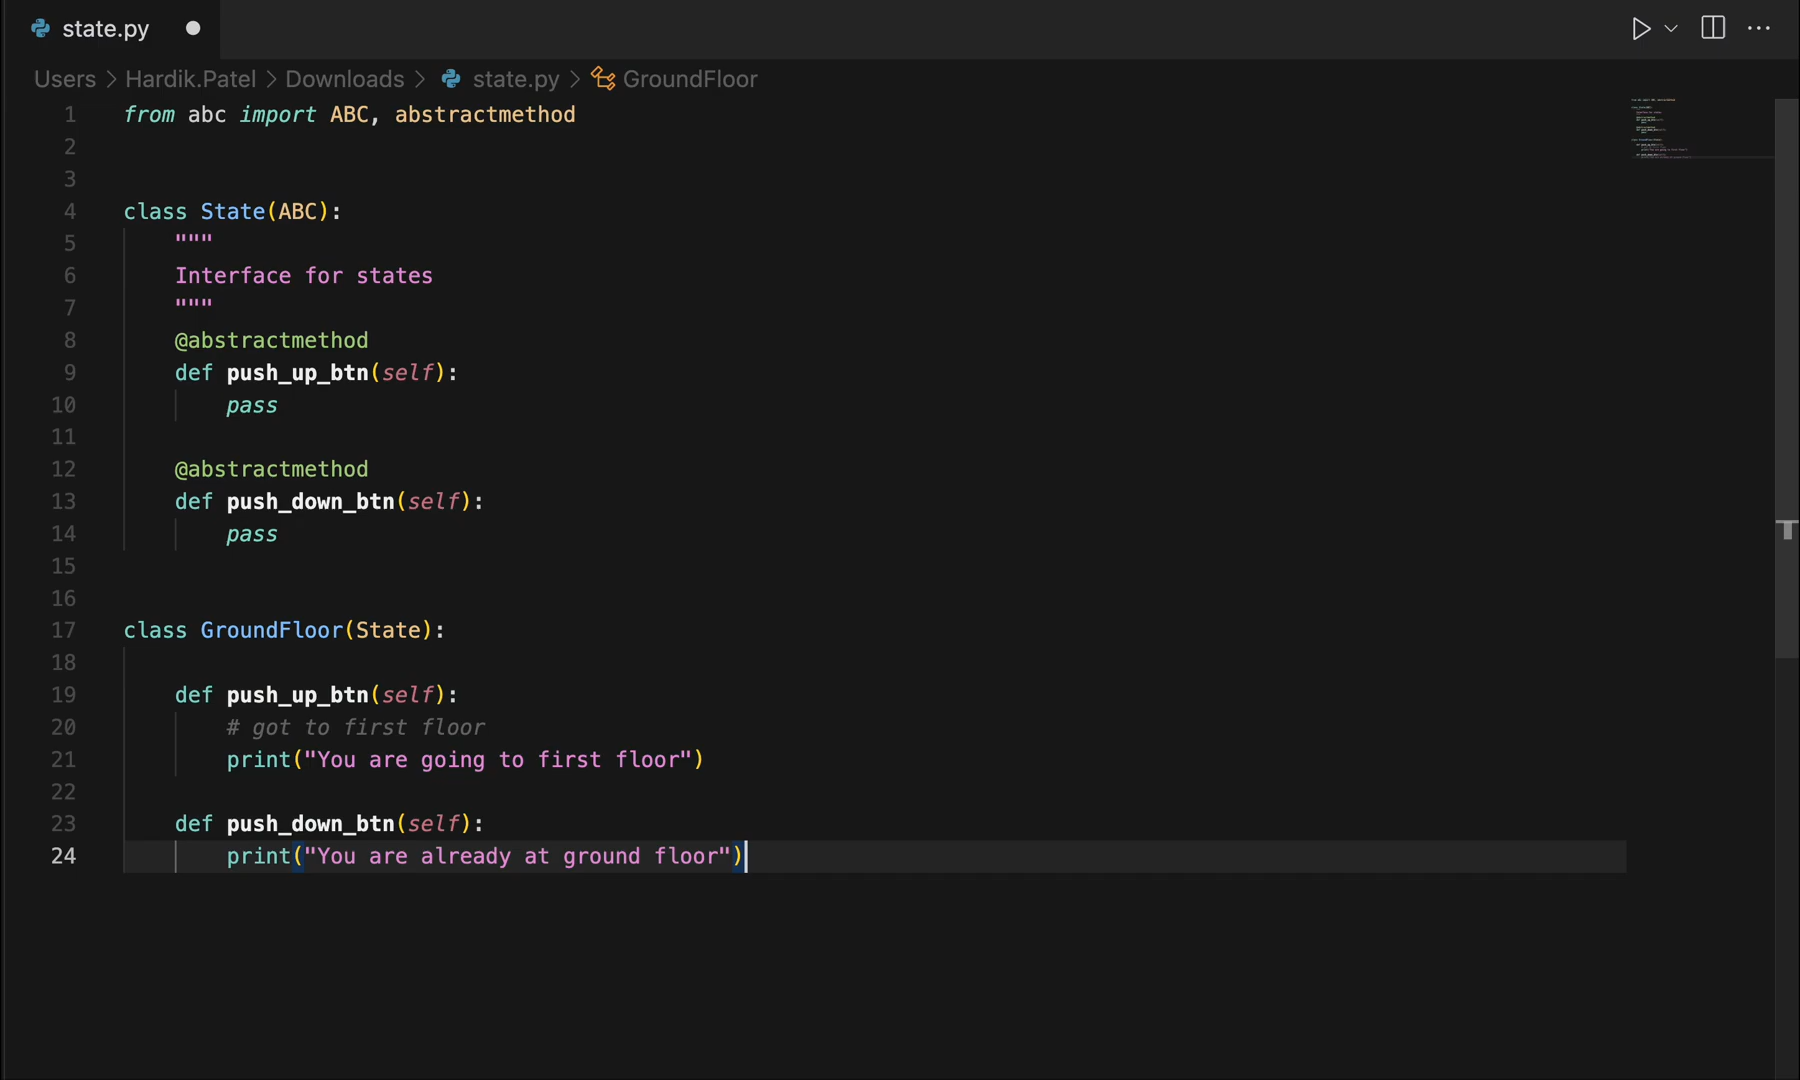 state.py
Users > Hardik.Patel > Downloads > state.py > GroundFloor
1 from abc import ABC, abstractmethod
2
3
4 class State(ABC):
5     """
6     Interface for states
7     """
8     @abstractmethod
9     def push_up_btn(self):
10         pass
11
12     @abstractmethod
13     def push_down_btn(self):
14         pass
15
16
17 class GroundFloor(State):
18
19     def push_up_btn(self):
20         # got to first floor
21         print("You are going to first floor")
22
23     def push_down_btn(self):
24         print("You are already at ground floor")